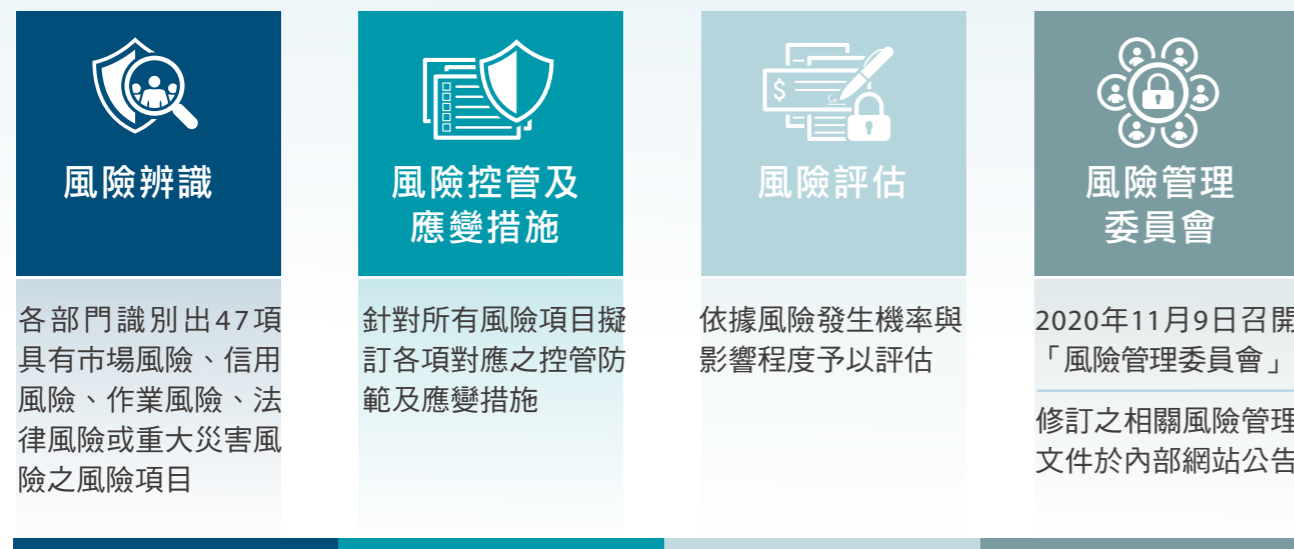 風險辨識
各部門識別出47項
具有市場風險、信用
風險、作業風險、法
律風險或重大災害風
險之風險項目
風險控管及
應變措施
針對所有風險項目擬
訂各項對應之控管防
範及應變措施
$
風險評估
依據風險發生機率與
影響程度予以評估
風險管理
委員會
2020年11月9日召開
「風險管理委員會」
修訂之相關風險管理
文件於內部網站公告